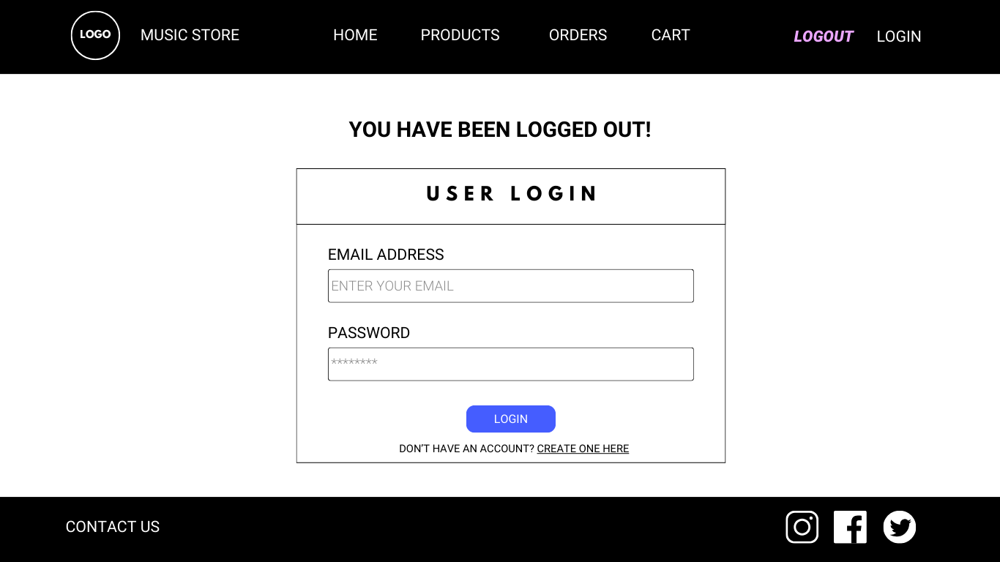 LOGO MUSIC STORE HOME PRODUCTS ORDERS CART LOGOUT LOGIN
YOU HAVE BEEN LOGGED OUT!
USER LOGIN
EMAIL ADDRESS
ENTER YOUR EMAIL
PASSWORD
********
LOGIN
DON'T HAVE AN ACCOUNT? CREATE ONE HERE
CONTACT US